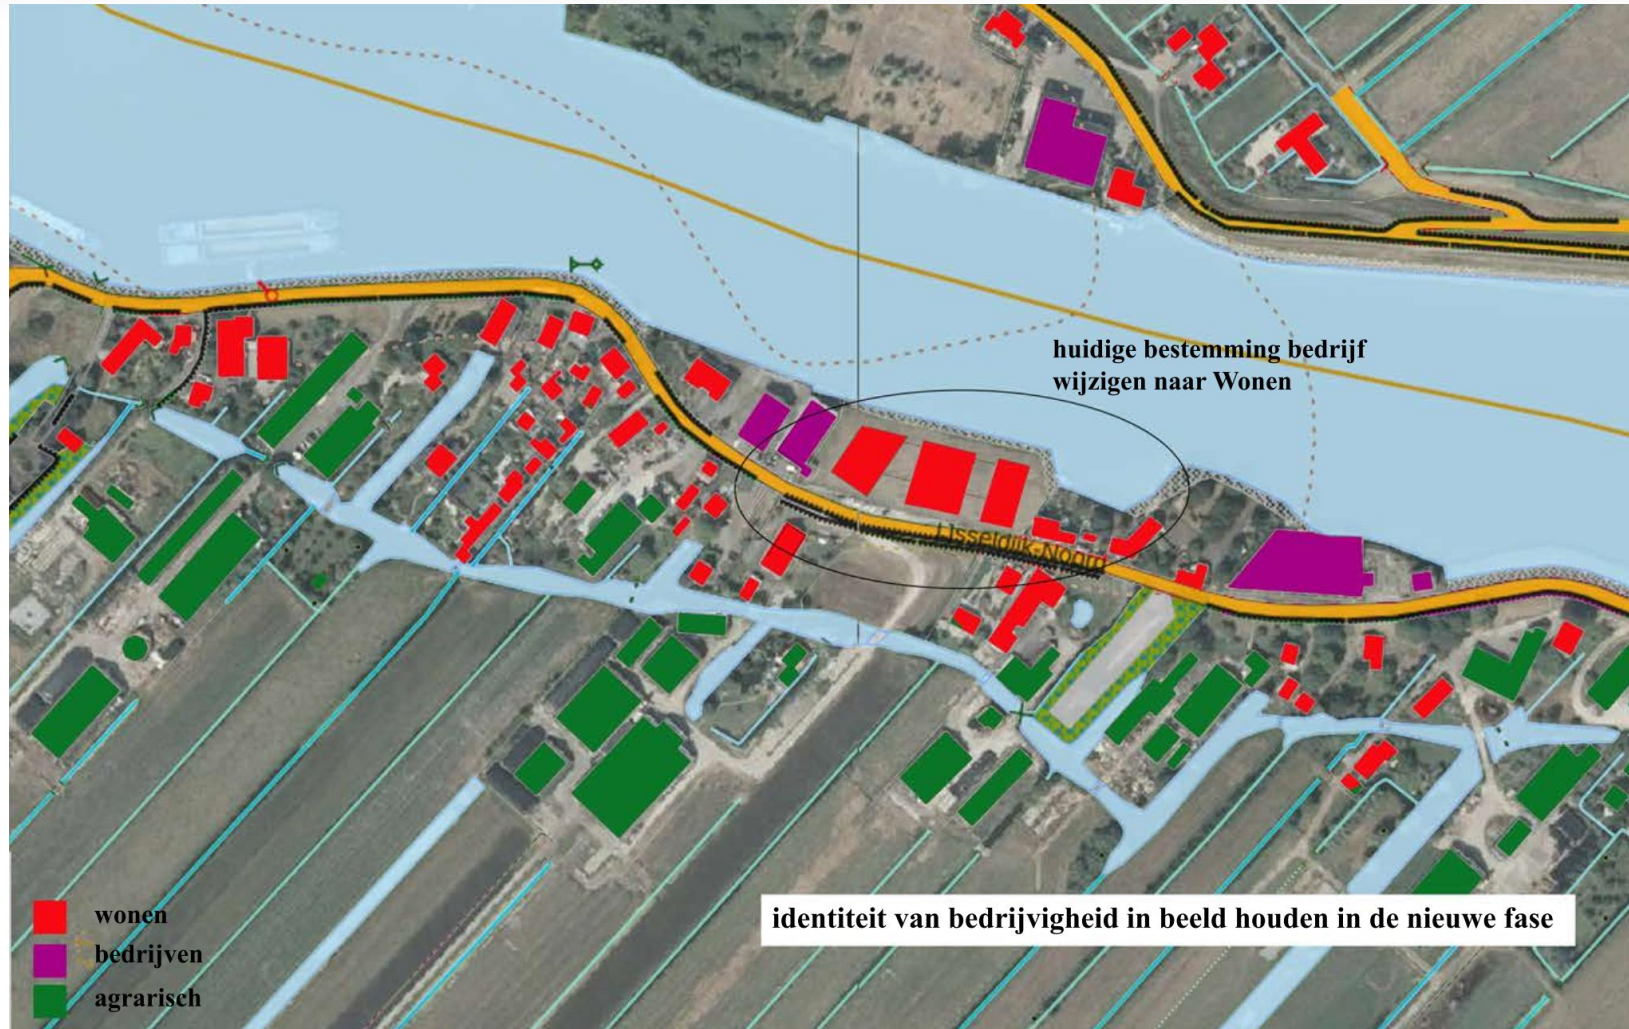 huidige bestemming bedrijf
wijzigen naar Wonen
IJsseldijk-Noord
identiteit van bedrijvigheid in beeld houden in de nieuwe fase
wonen
bedrijven
agrarisch